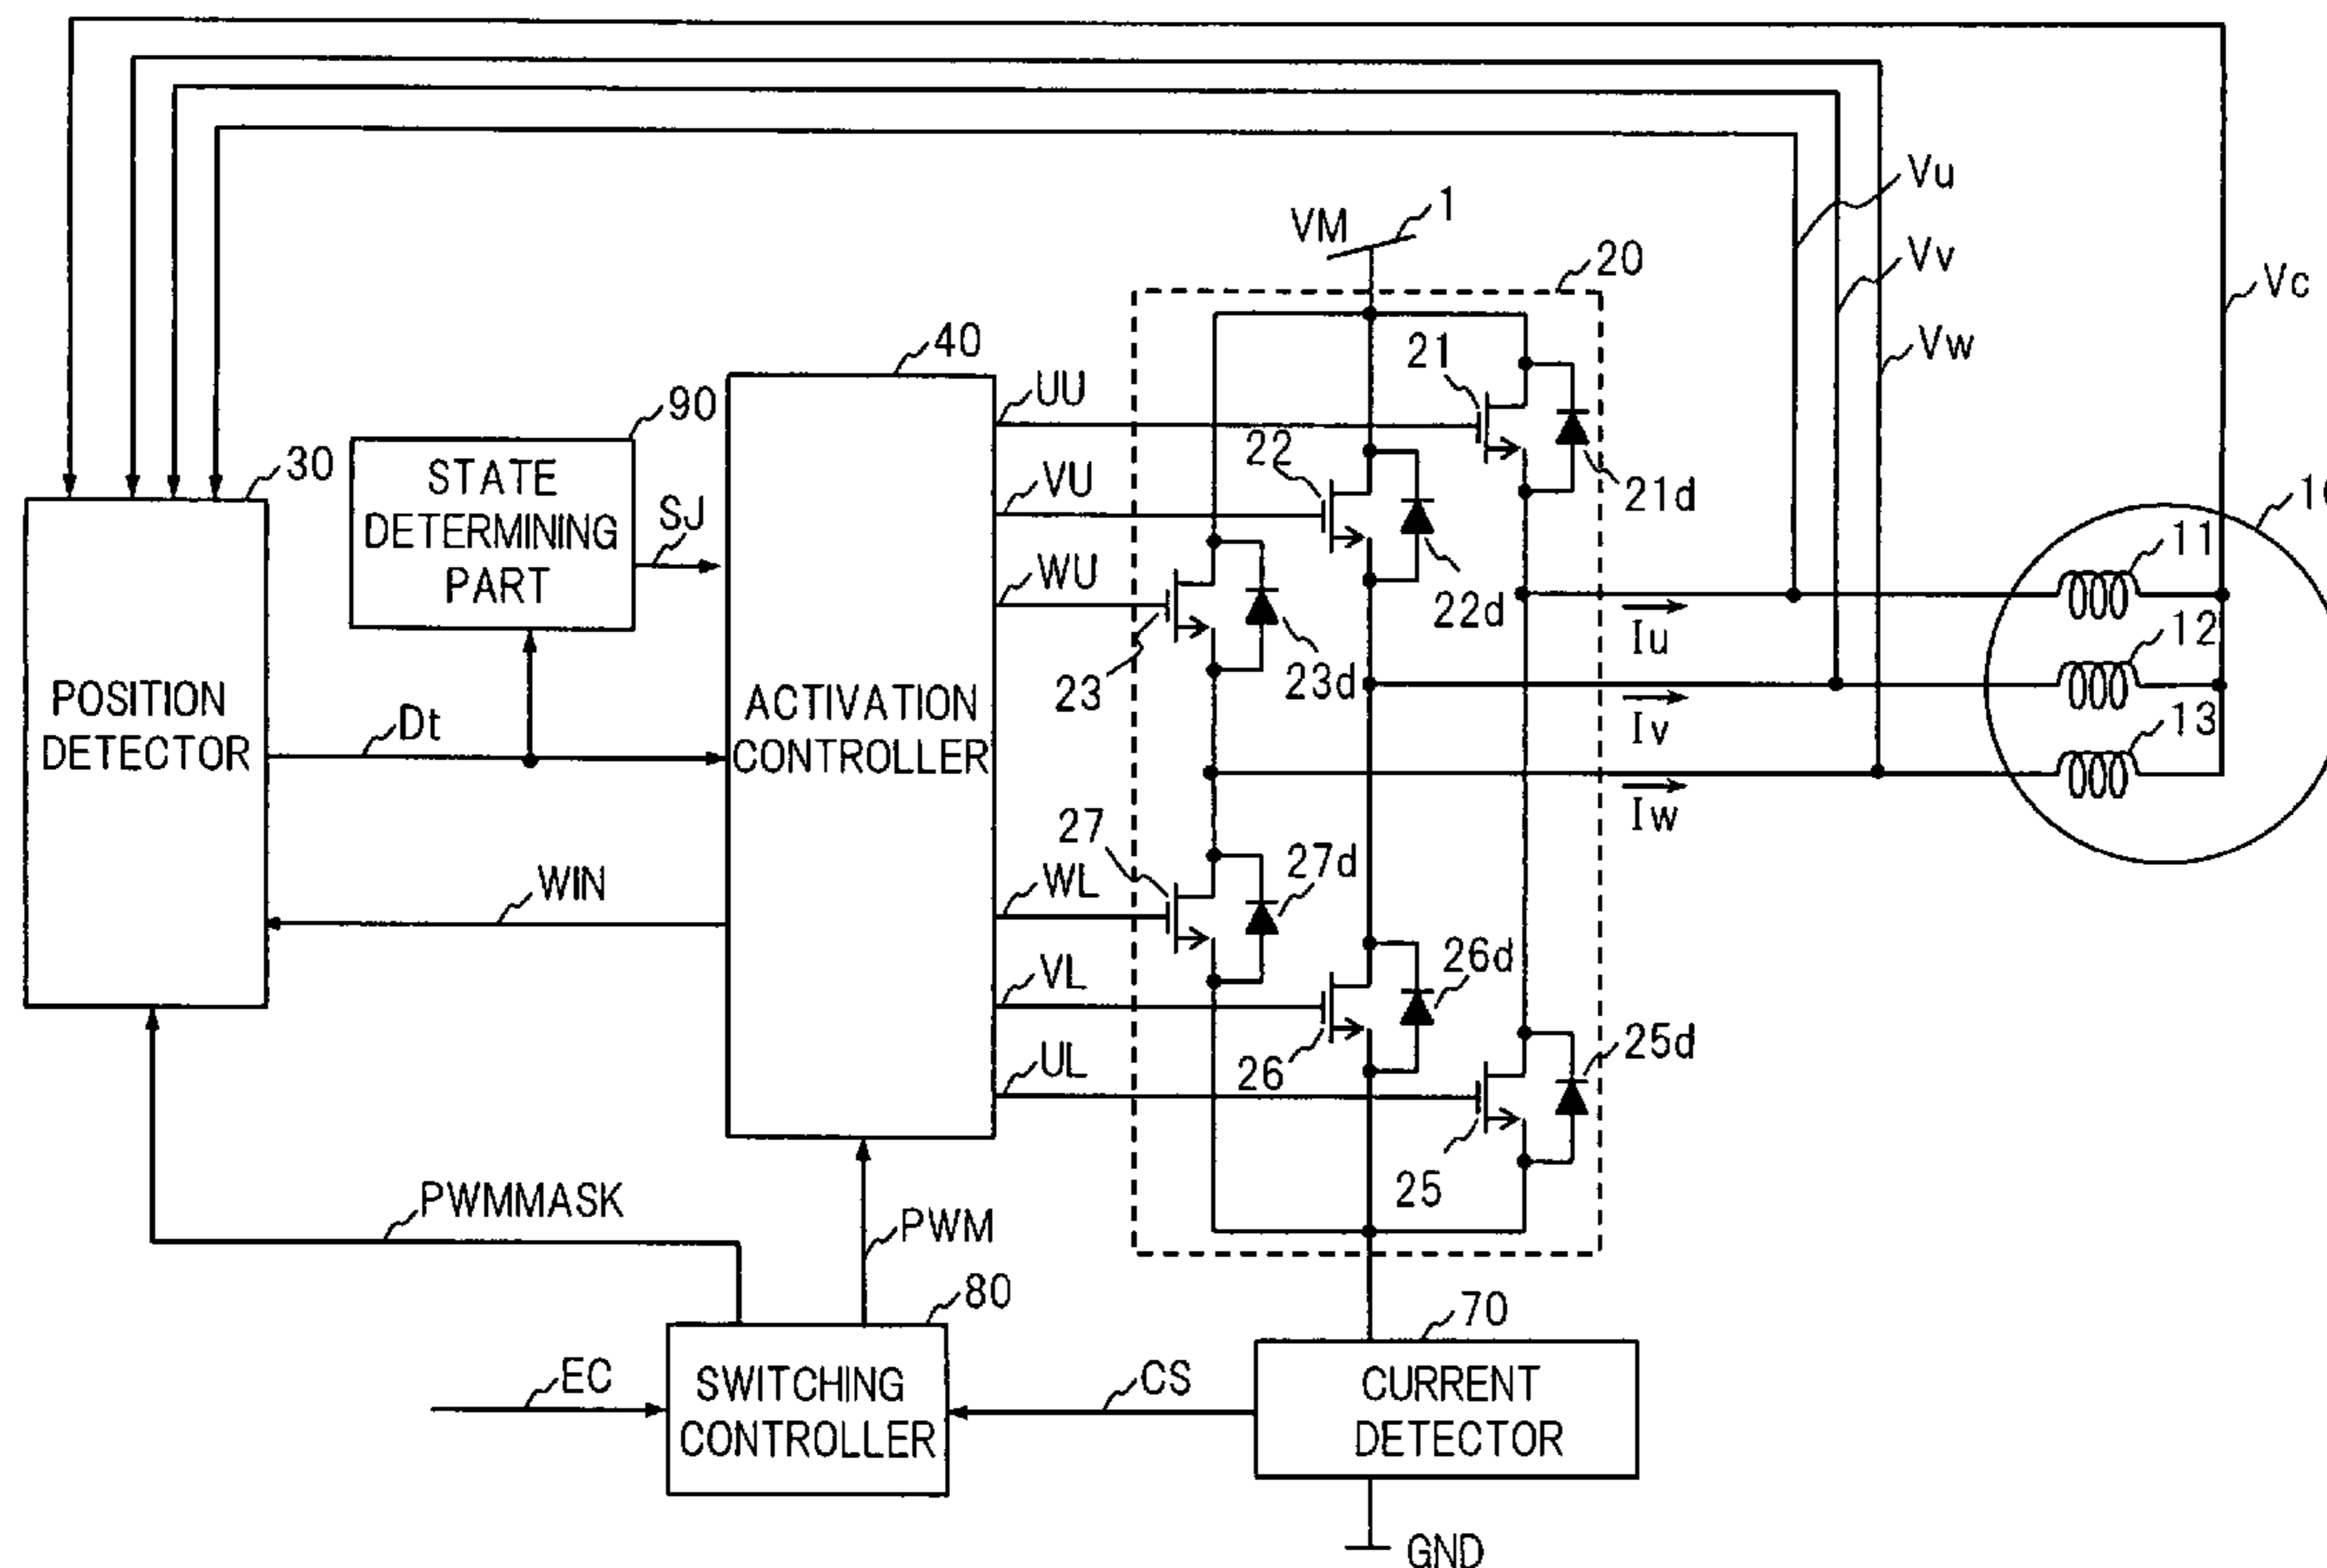 Vu
Vv
Vw
Vc
VM
1
20
40
UU
21
90
22
VU
30
STATE
DETERMINING
PART
SJ
21d
10
11
WU
22d
Iu
12
23
23d
POSITION
DETECTOR
Dt
ACTIVATION
CONTROLLER
Iv
13
Iw
27
27d
WIN
WL
26d
VL
25d
UL
26
25
PWMMASK
PWM
80
70
EC
SWITCHING
CONTROLLER
CS
CURRENT
DETECTOR
GND